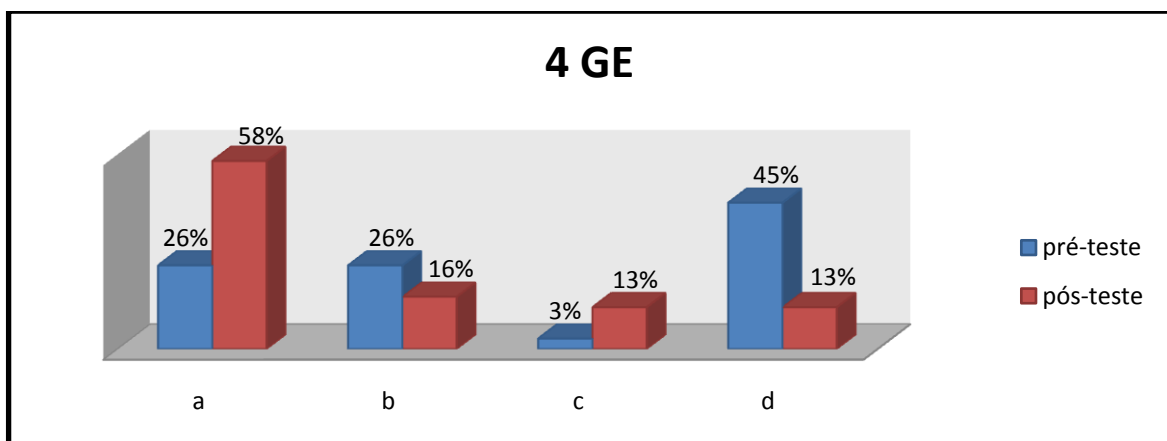 4 GE
58%
45%
26%
26%
16%
13%
13%
3%
pré-teste
pós-teste
a
b
c
d